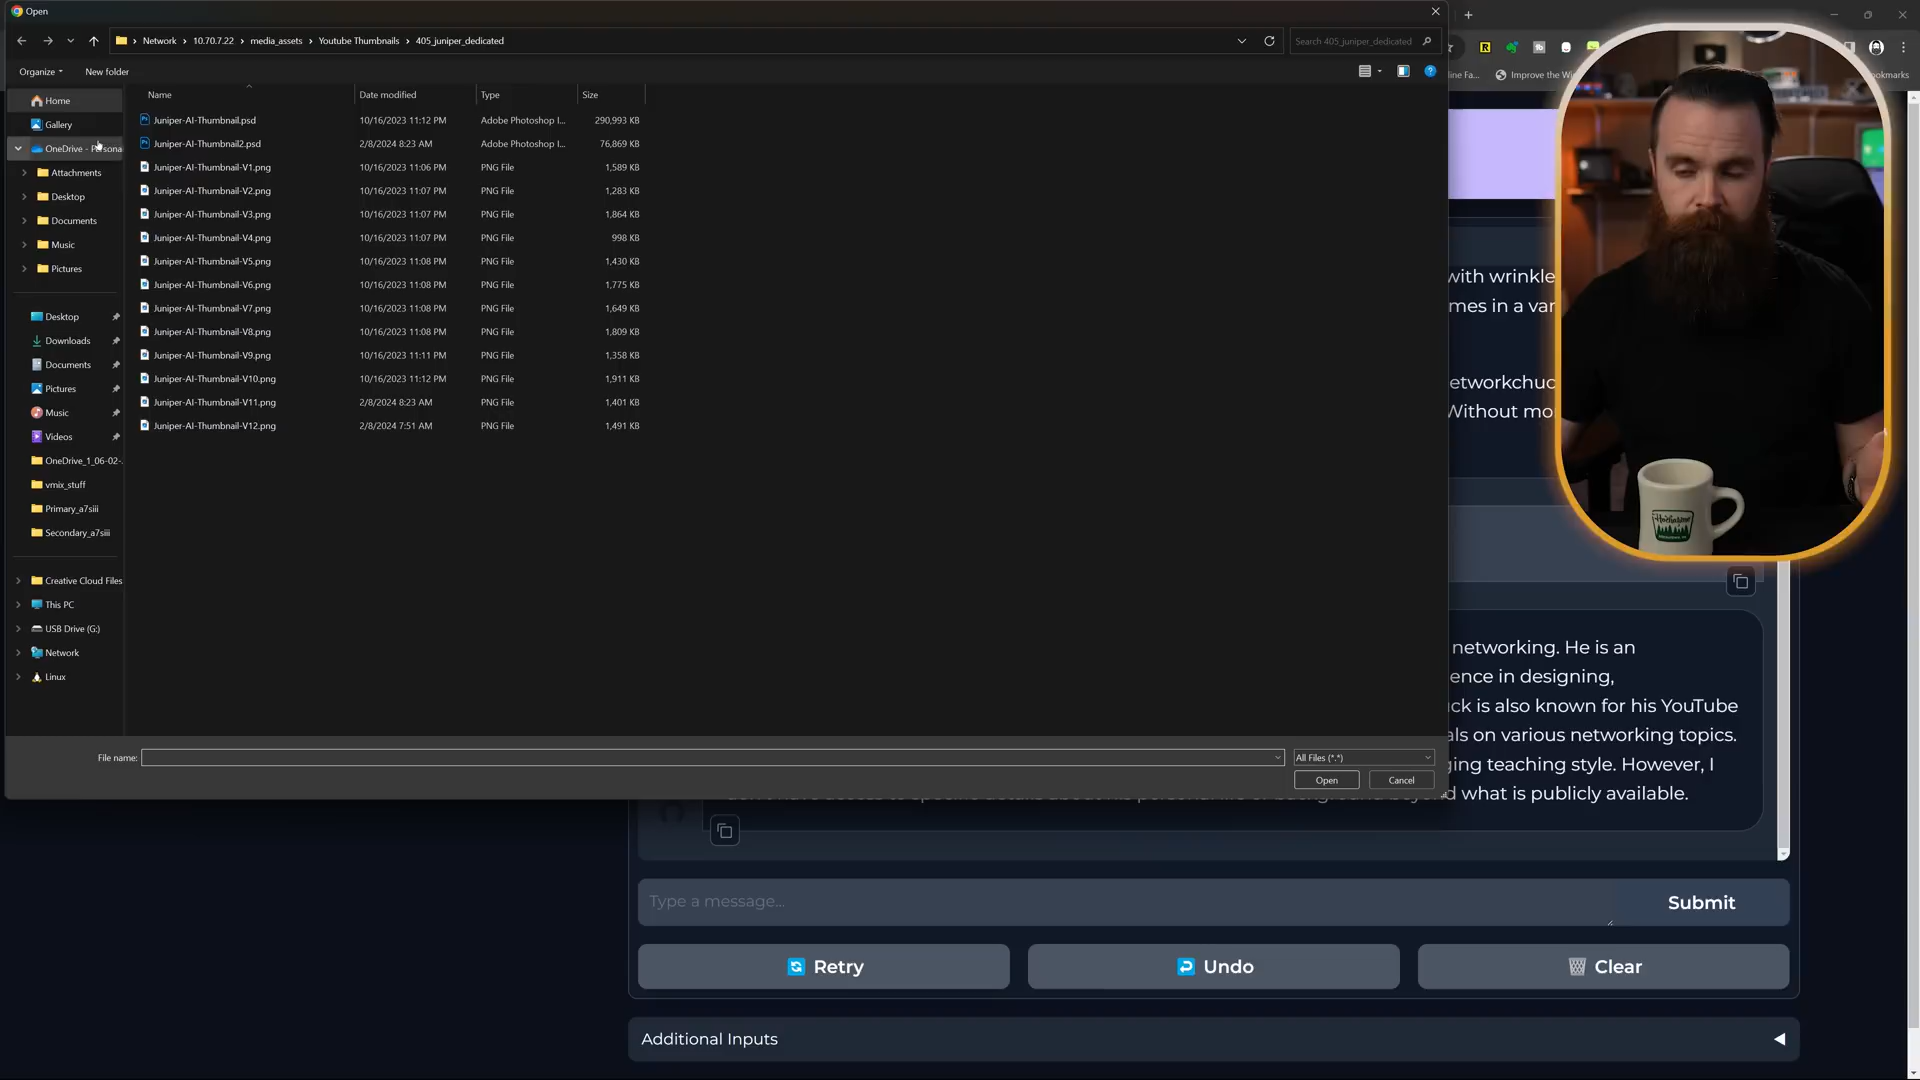 Open
Network > 10.70.7.22 > media_assets > Youtube Thumbnails > 405_juniper_dedicated
Search 405_juniper_dedicated
Organize
New folder
Name Date modified Type Size
Juniper-AI-Thumbnail.psd 10/16/2023 11:12 PM Adobe Photoshop I... 290,993 KB
Juniper-AI-Thumbnail2.psd 2/8/2024 8:23 AM Adobe Photoshop I... 76,869 KB
Juniper-AI-Thumbnail-V1.png 10/16/2023 11:06 PM PNG File 1,589 KB
Juniper-AI-Thumbnail-V2.png 10/16/2023 11:07 PM PNG File 1,283 KB
Juniper-AI-Thumbnail-V3.png 10/16/2023 11:07 PM PNG File 1,864 KB
Juniper-AI-Thumbnail-V4.png 10/16/2023 11:07 PM PNG File 998 KB
Juniper-AI-Thumbnail-V5.png 10/16/2023 11:08 PM PNG File 1,430 KB
Juniper-AI-Thumbnail-V6.png 10/16/2023 11:08 PM PNG File 1,775 KB
Juniper-AI-Thumbnail-V7.png 10/16/2023 11:08 PM PNG File 1,649 KB
Juniper-AI-Thumbnail-V8.png 10/16/2023 11:08 PM PNG File 1,809 KB
Juniper-AI-Thumbnail-V9.png 10/16/2023 11:11 PM PNG File 1,358 KB
Juniper-AI-Thumbnail-V10.png 10/16/2023 11:12 PM PNG File 1,911 KB
Juniper-AI-Thumbnail-V11.png 2/8/2024 8:23 AM PNG File 1,401 KB
Juniper-AI-Thumbnail-V12.png 2/8/2024 7:51 AM PNG File 1,491 KB
Home
Gallery
OneDrive - Persona
Attachments
Desktop
Documents
Music
Pictures
Desktop
Downloads
Documents
Pictures
Music
Videos
OneDrive_1_06-02-
vmix_stuff
Primary_a7siii
Secondary_a7siii
Creative Cloud Files
This PC
USB Drive (G:)
Network
Linux
File name:
All Files (*.*)
Open
Cancel
line Fa...
Improve the Wi
okmarks
with wrinkle
mes in a var
etworkchuc
Without mo
networking. He is an
ence in designing,
ck is also known for his YouTube
als on various networking topics.
ging teaching style. However, I
what is publicly available.
Type a message...
Submit
Retry
Undo
Clear
Additional Inputs